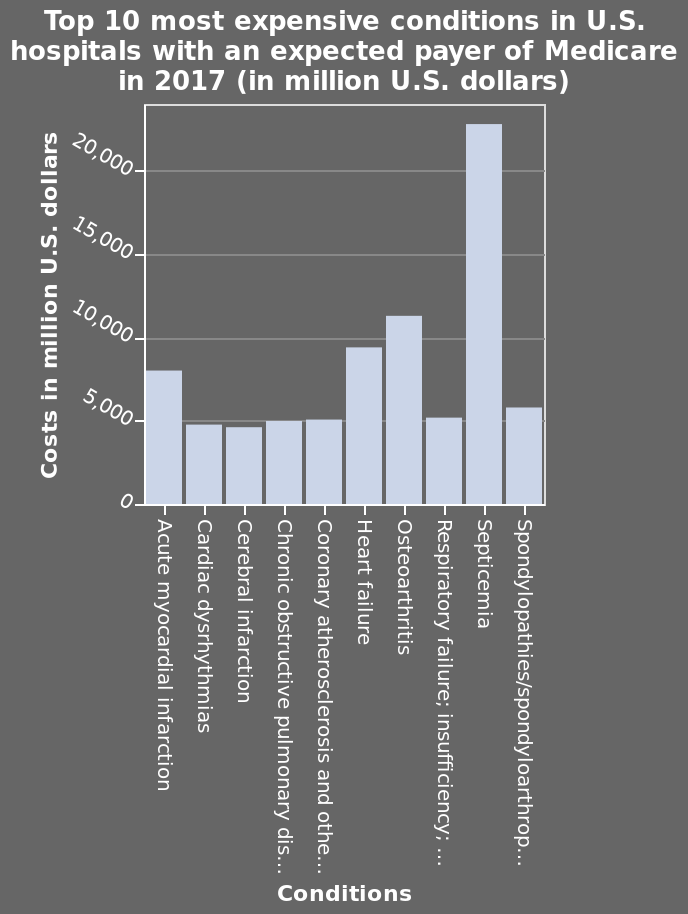 Top 10 most expensive conditions in U.S.
hospitals with an expected payer of Medicare
in 2017 (in million U.S. dollars)
Costs in million U.S. dollars
20,000
15,000
10,000
5,000
0
Acute myocardial infarction
Cardiac dysrhythmias
Cerebral infarction
Chronic obstructive pulmonary dis...
Coronary atherosclerosis and othe...
Heart failure
Osteoarthritis
Respiratory failure; insufficiency; ...
Septicemia
Spondylopathies/spondyloarthrop...
Conditions